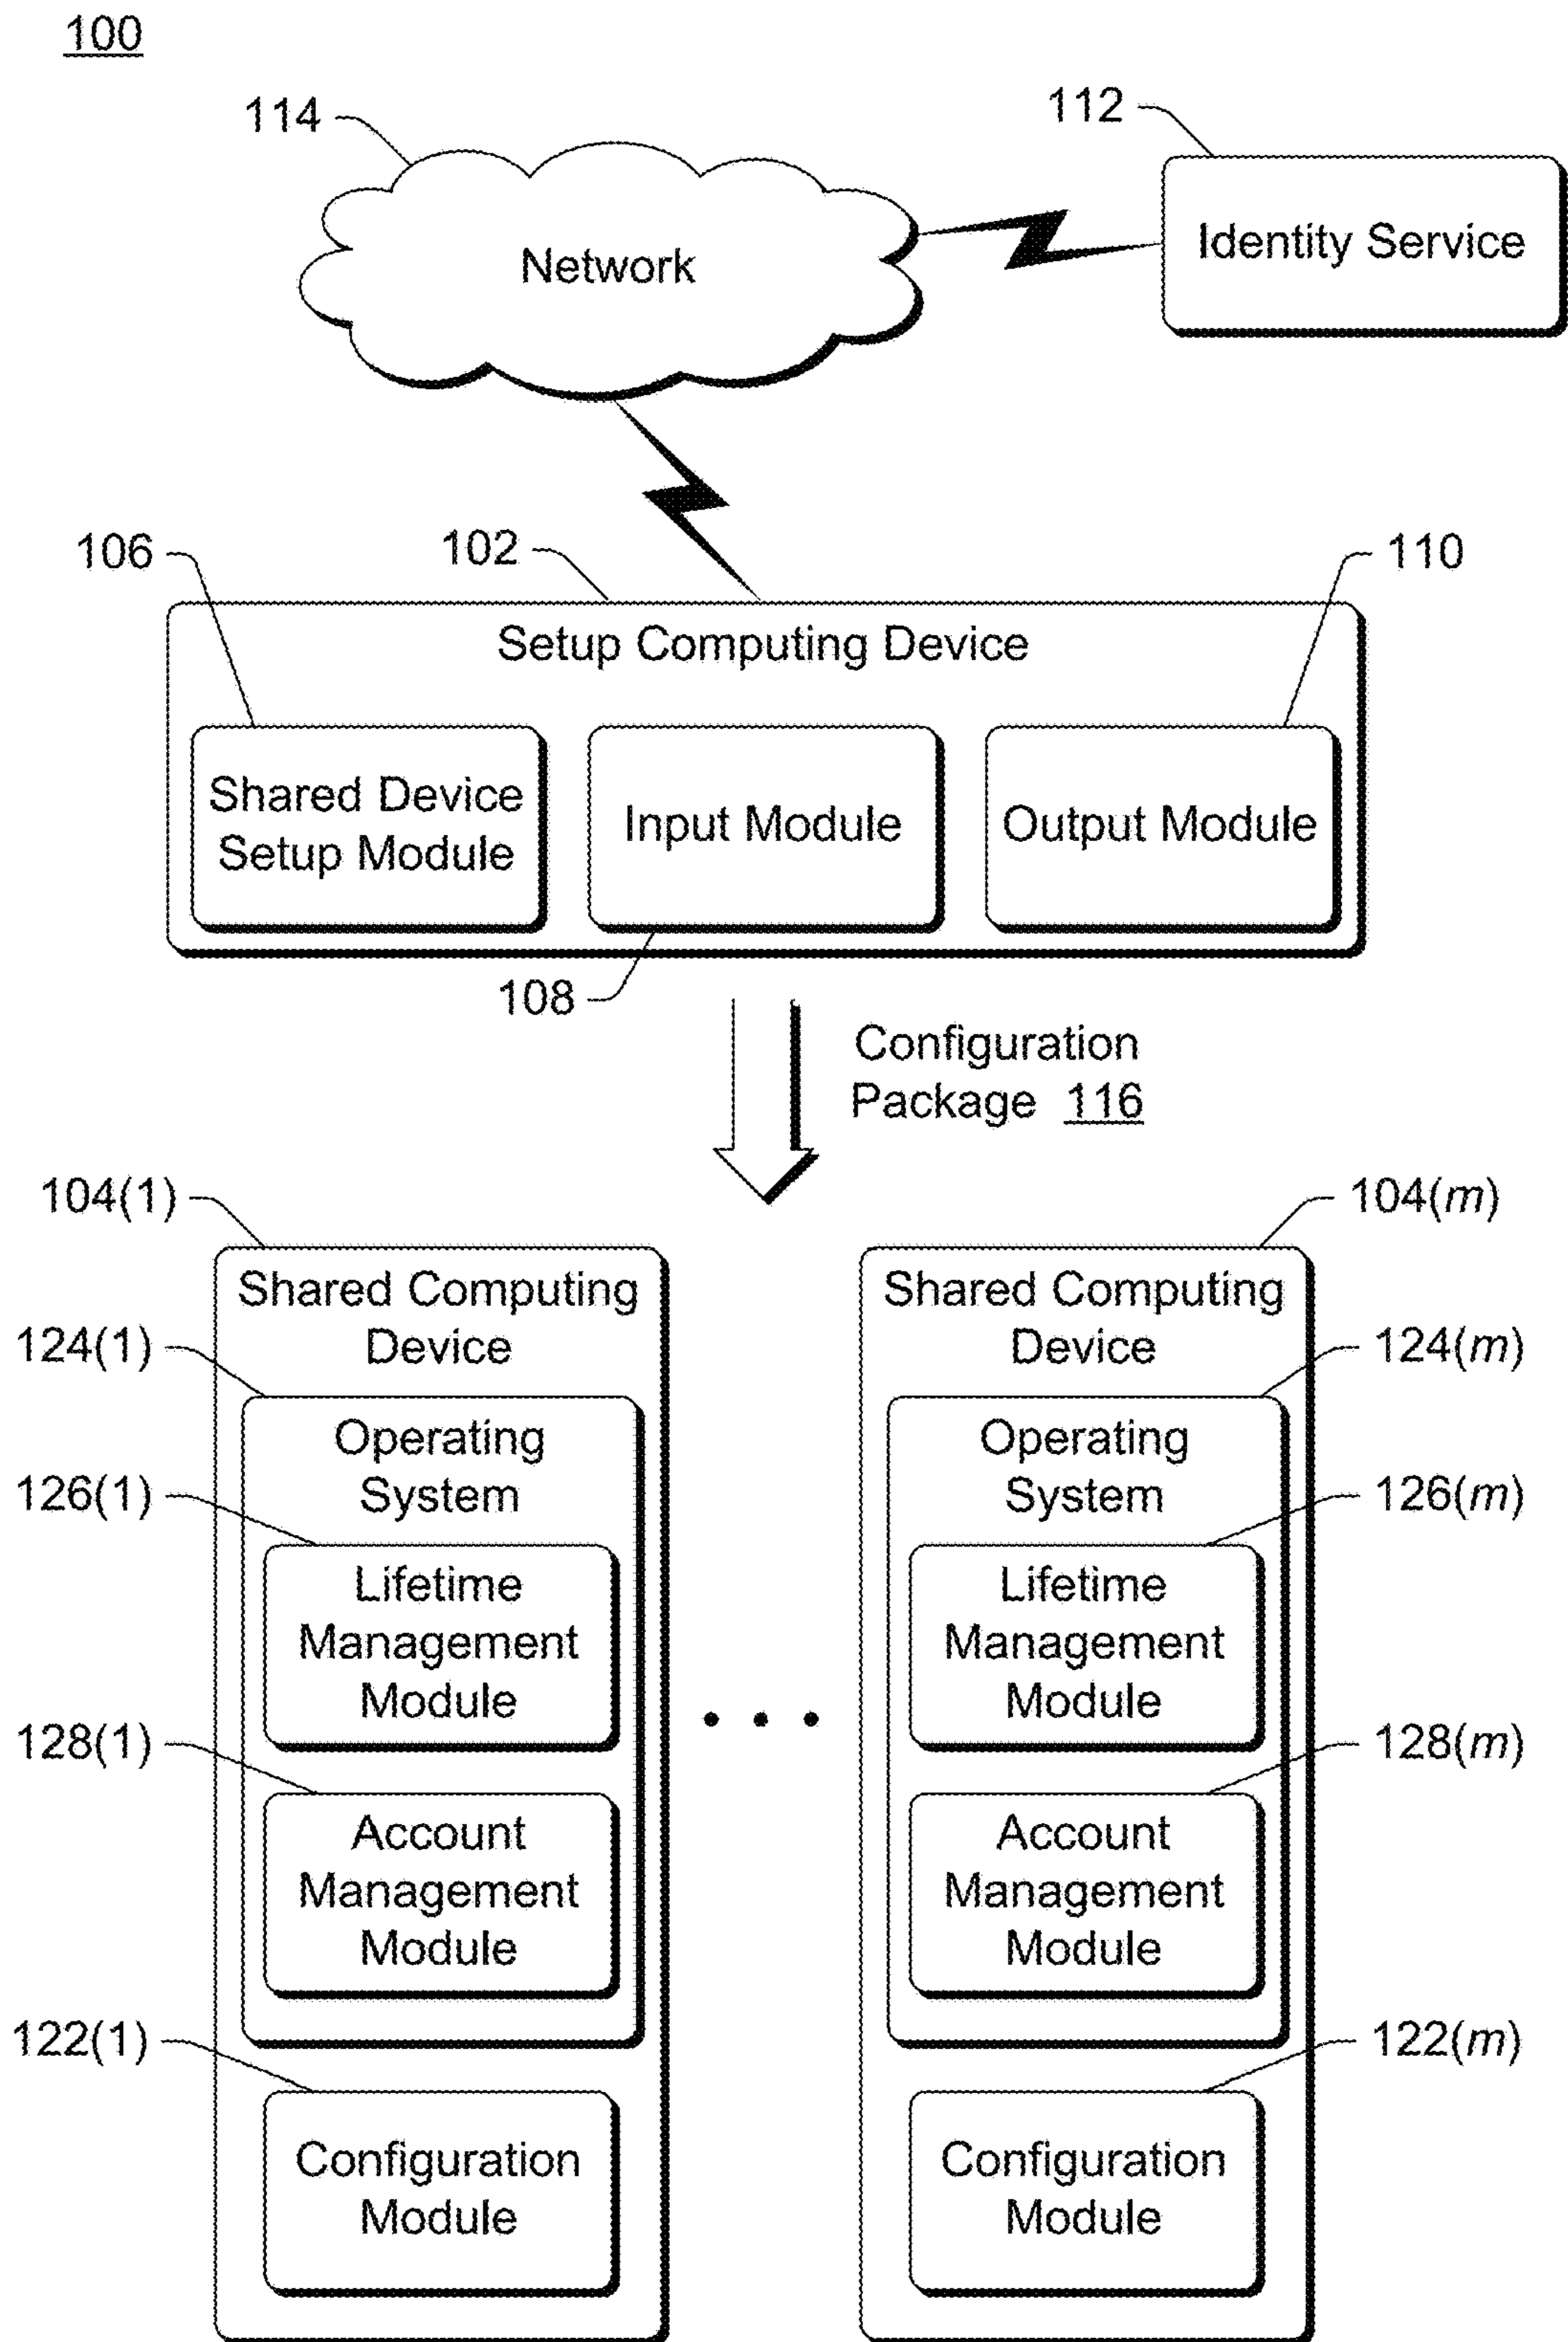 100
114
112
Network
Identity Service
106
102
110
Setup Computing Device
Shared Device
Setup Module
Input Module
Output Module
108
Configuration
Package 116
104(1)
104(m)
Shared Computing
Device
Shared Computing
Device
124(1)
124(m)
Operating
System
Operating
System
126(1)
126(m)
Lifetime
Management
Module
Lifetime
Management
Module
128(1)
128(m)
Account
Management
Module
Account
Management
Module
122(1)
122(m)
Configuration
Module
Configuration
Module